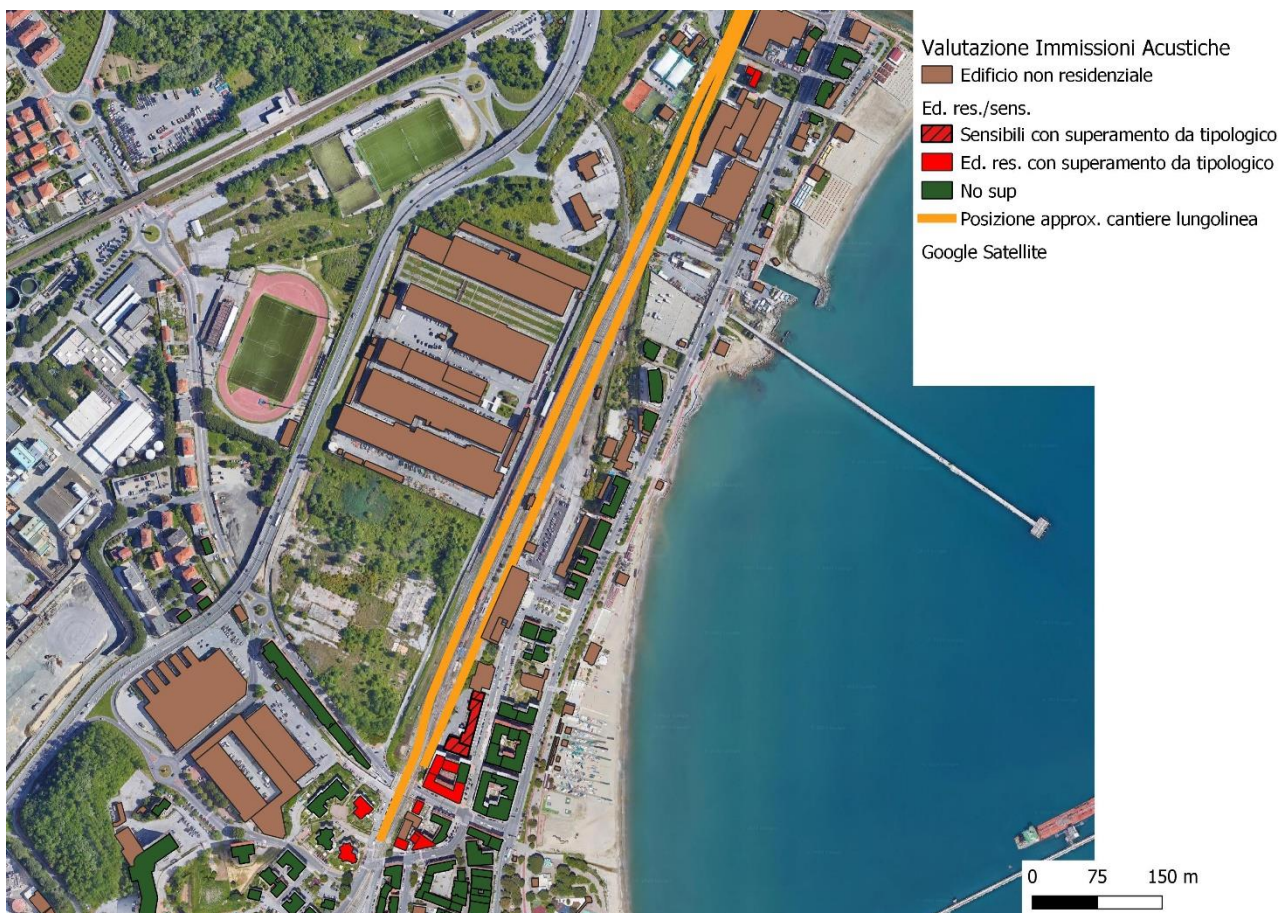 Valutazione Immissioni Acustiche
Edificio non residenziale
Ed. res./sens.
Sensibili con superamento da tipologico
Ed. res. con superamento da tipologico
No sup
Posizione approx. cantiere lungolinea
Google Satellite
0 75 150 m